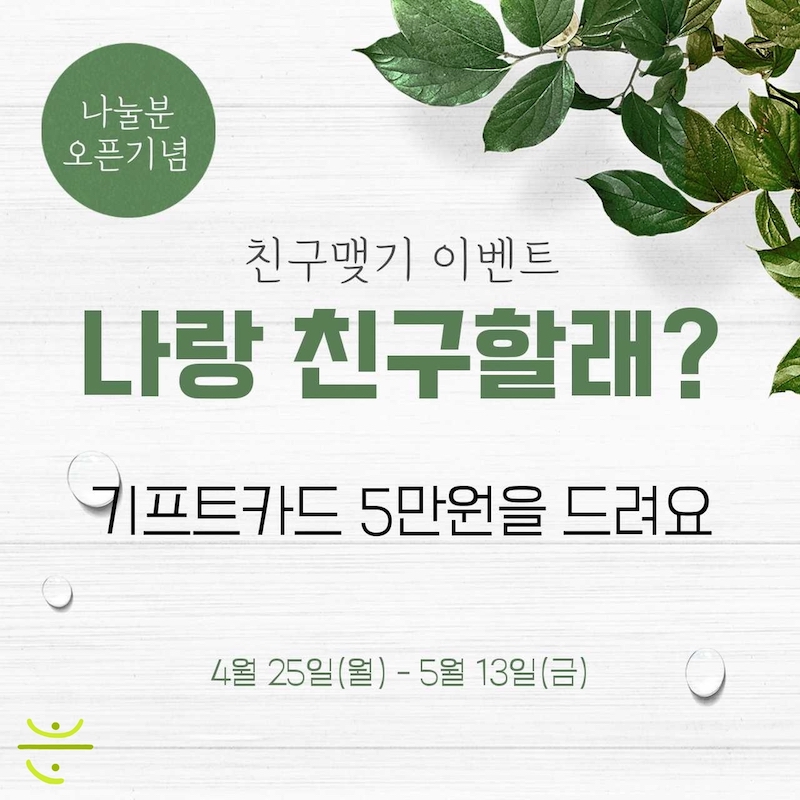 나눌분
오픈기념
친구맺기 이벤트
나랑 친구할래?
기프트카드 5만원을 드려요
4월 25일(월) - 5월 13일(금)